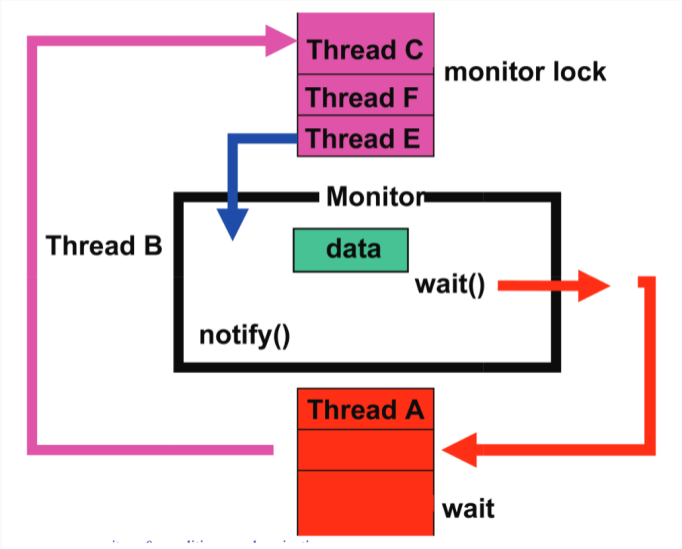 Thread C
monitor lock
Thread F
Thread E
Monitor
Thread B
data
wait()
notify()
Thread A
wait